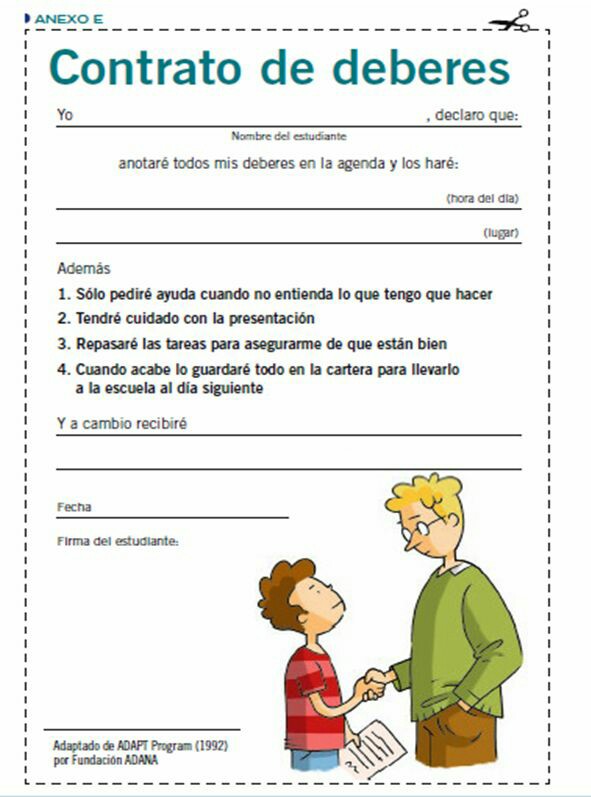 ANEXO E
Contrato de deberes
Yo , declaro que:
Nombre del estudiante
anotaré todos mis deberes en la agenda y los haré:
(hora del día)
(lugar)
Además
1. Sólo pediré ayuda cuando no entienda lo que tengo que hacer
2. Tendré cuidado con la presentación
3. Repasaré las tareas para asegurarme de que están bien
4. Cuando acabe lo guardaré todo en la cartera para llevarlo
a la escuela al día siguiente
Y a cambio recibiré
Fecha
Firma del estudiante:
Adaptado de ADAPT Program (1992)
por Fundación ADANA